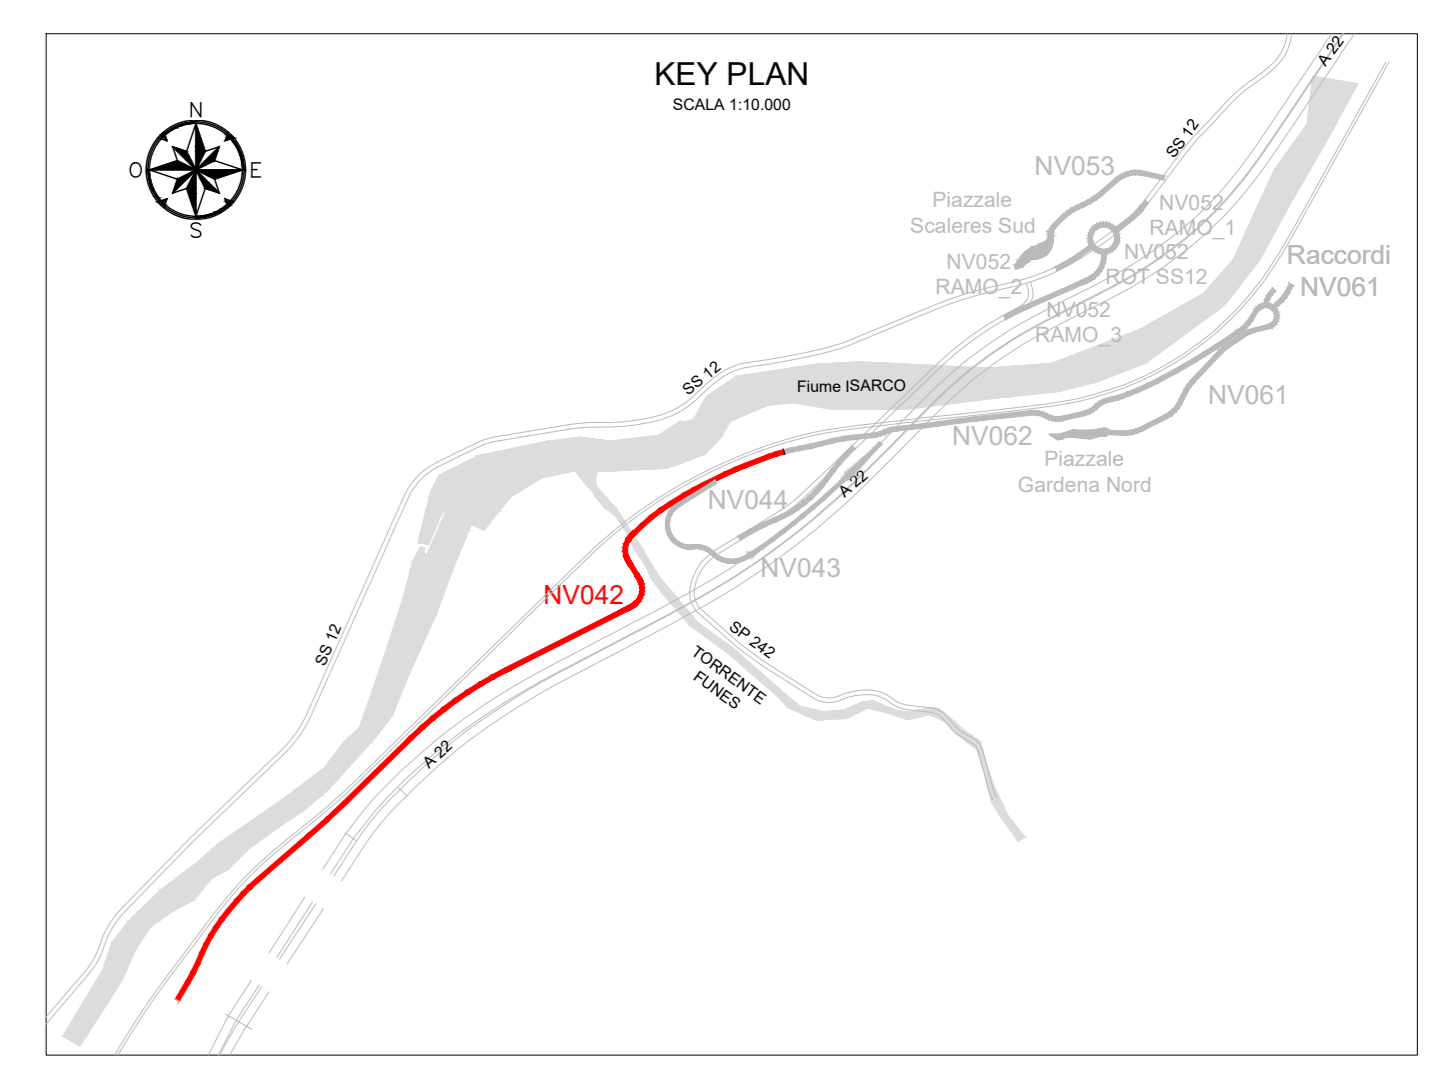 KEY PLAN
SCALA 1:10.000
N
O
E
S
A 22
SS 12
NV053
Piazzale
Scaleres Sud
NV052
RAMO_1
NV052
ROT SS12
NV052
RAMO_2
Raccordi
NV061
NV052
RAMO_3
SS 12
Fiume ISARCO
NV061
NV062
Piazzale
Gardena Nord
A 22
NV044
NV043
NV042
SS 12
SP 242
TORRENTE
FUNES
A 22